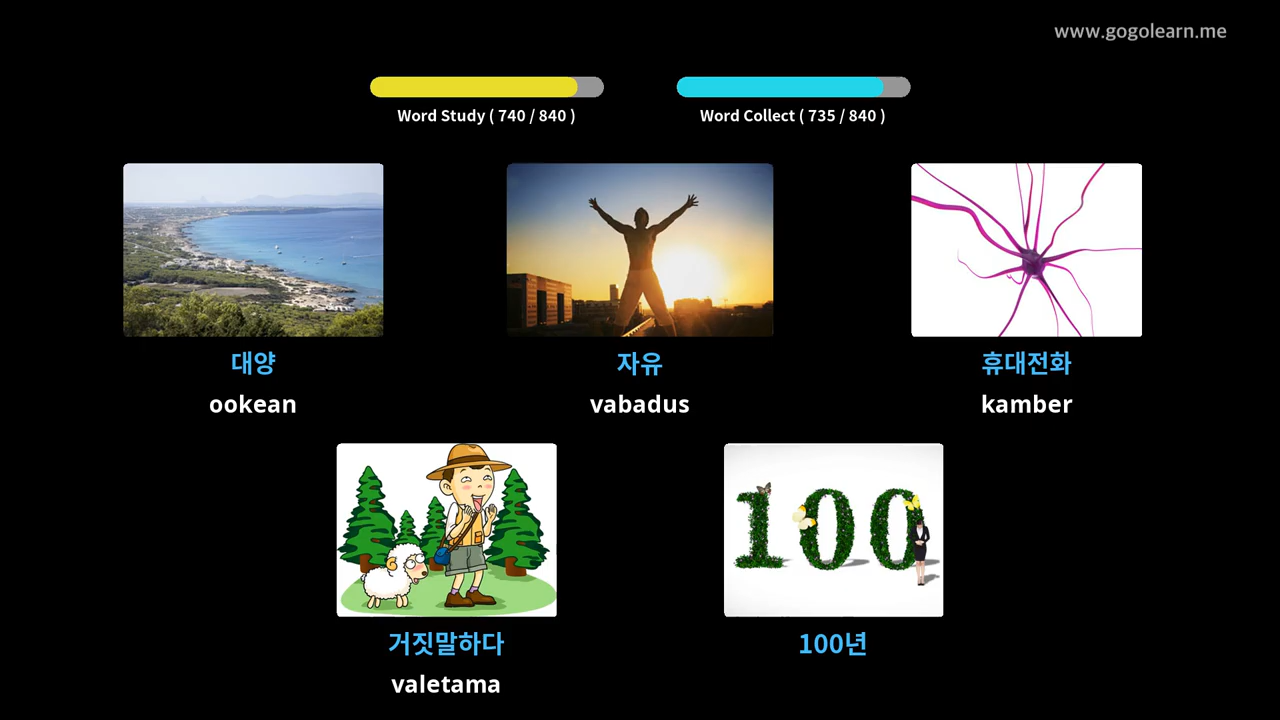 www.gogolearn.me
Word Study ( 740 / 840 )
Word Collect ( 735 / 840 )
대양
자유
휴대전화
ookean
vabadus
kamber
거짓말하다
100년
valetama
100